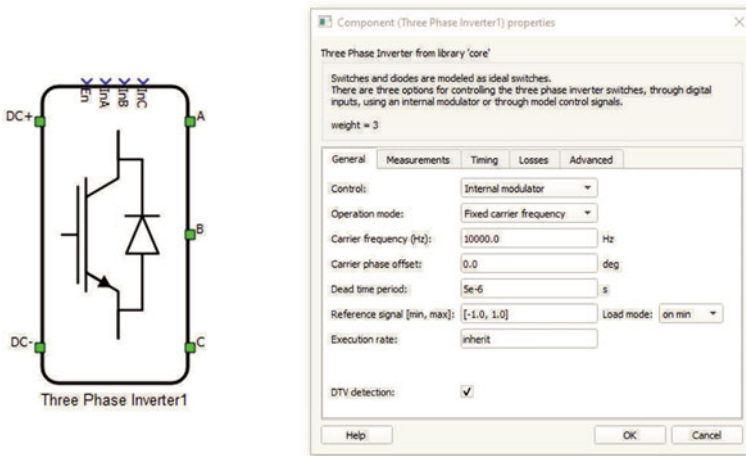 En InA InB InC
DC+
A
B
DC-
C
Three Phase Inverter1
Component (Three Phase Inverter1) properties
Three Phase Inverter from library 'core'
Switches and diodes are modeled as ideal switches.
There are three options for controlling the three phase inverter switches, through digital
inputs, using an internal modulator or through model control signals.
weight = 3
General Measurements Timing Losses Advanced
Control: Internal modulator
Operation mode: Fixed carrier frequency
Carrier frequency (Hz): 10000.0 Hz
Carrier phase offset: 0.0 deg
Dead time period: 5e-6 s
Reference signal [min, max]: [-1.0, 1.0] Load mode: on min
Execution rate: inherit
DTV detection:
Help OK Cancel